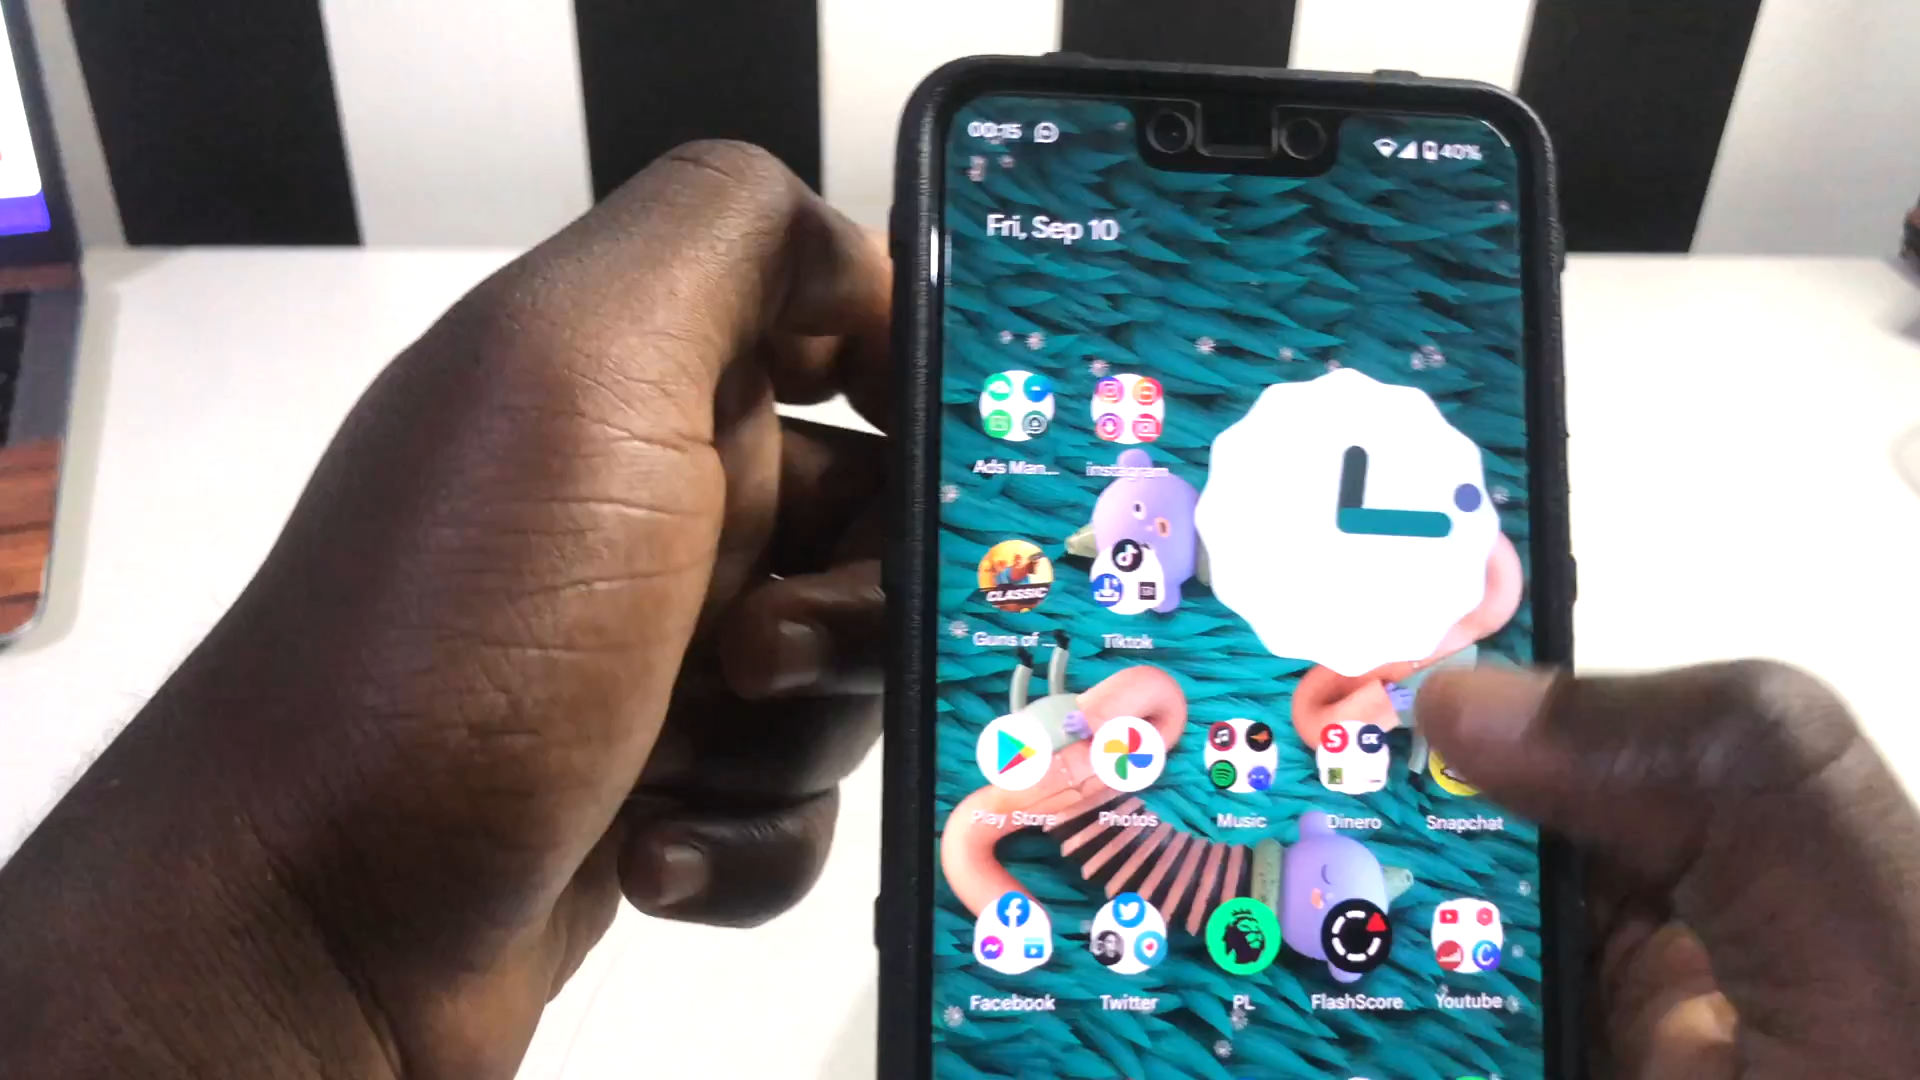 00:15
40%
Fri, Sep 10
Ads Man...
instagram
CLASSIC
Guns of ...
Tiktok
Play Store
Photos
Music
Dinero
Snapchat
Facebook
Twitter
PL
FlashScore
Youtube